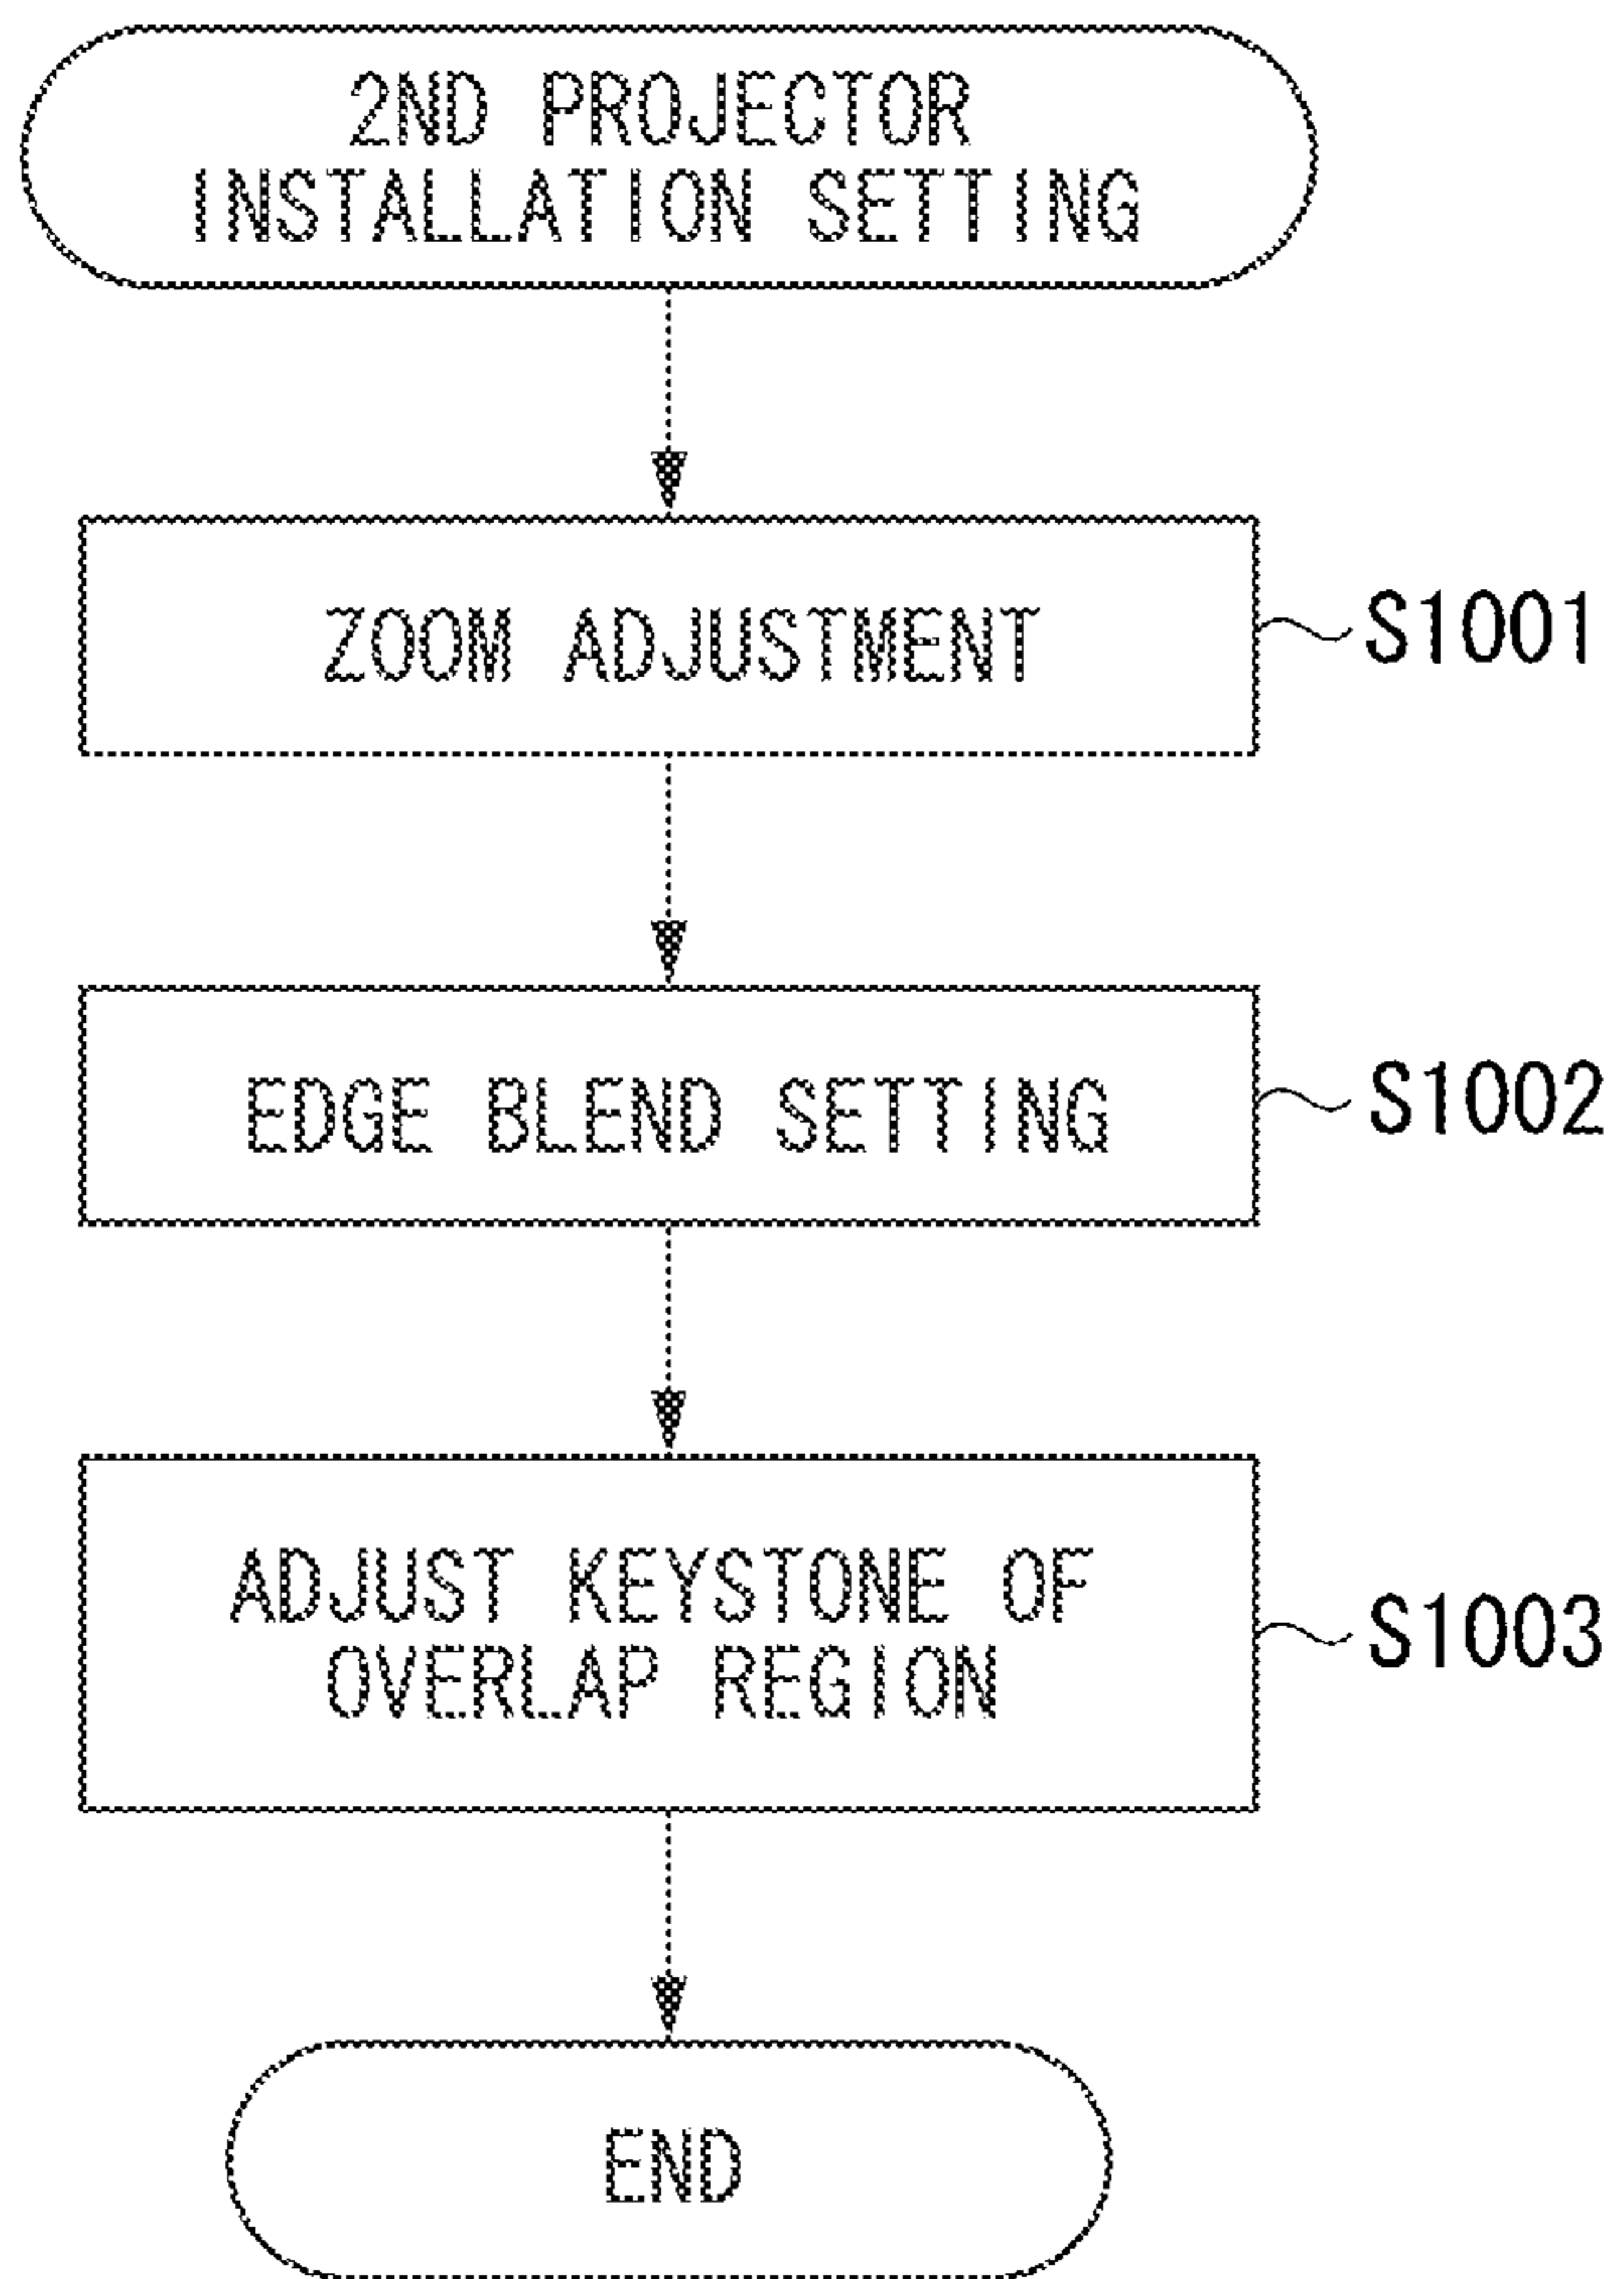 2ND PROJECTOR
INSTALLATION SETTING
ZOOM ADJUSTMENT
S1001
EDGE BLEND SETTING
S1002
ADJUST KEYSTONE OF
OVERLAP REGION
S1003
END